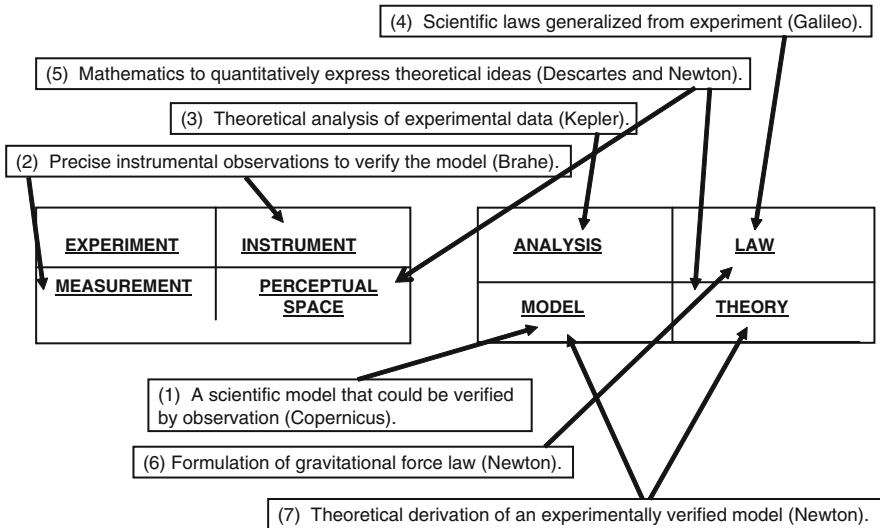 (4) Scientific laws generalized from experiment (Galileo).
(5) Mathematics to quantitatively express theoretical ideas (Descartes and Newton).
(3) Theoretical analysis of experimental data (Kepler).
(2) Precise instrumental observations to verify the model (Brahe).
EXPERIMENT
INSTRUMENT
MEASUREMENT
PERCEPTUAL
SPACE
ANALYSIS
LAW
MODEL
THEORY
(1) A scientific model that could be verified
by observation (Copernicus).
(6) Formulation of gravitational force law (Newton).
(7) Theoretical derivation of an experimentally verified model (Newton).